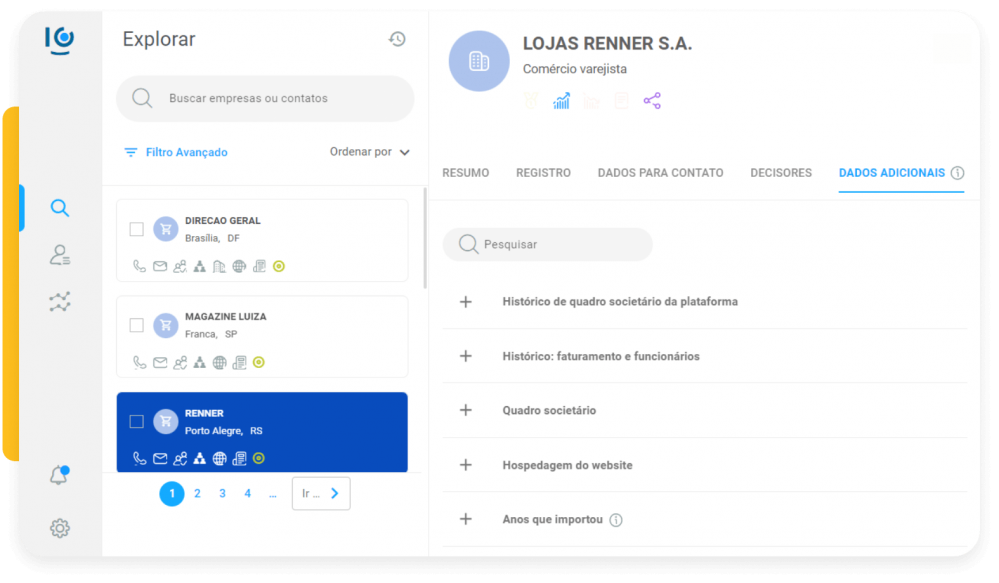 Explorar
Buscar empresas ou contatos
Filtro Avançado
Ordenar por
DIRECAO GERAL
Brasília, DF
MAGAZINE LUIZA
Franca, SP
RENNER
Porto Alegre, RS
1 2 3 4 ... Ir ...
LOJAS RENNER S.A.
Comércio varejista
RESUMO REGISTRO DADOS PARA CONTATO DECISORES DADOS ADICIONAIS
Pesquisar
Histórico de quadro societário da plataforma
Histórico: faturamento e funcionários
Quadro societário
Hospedagem do website
Anos que importou